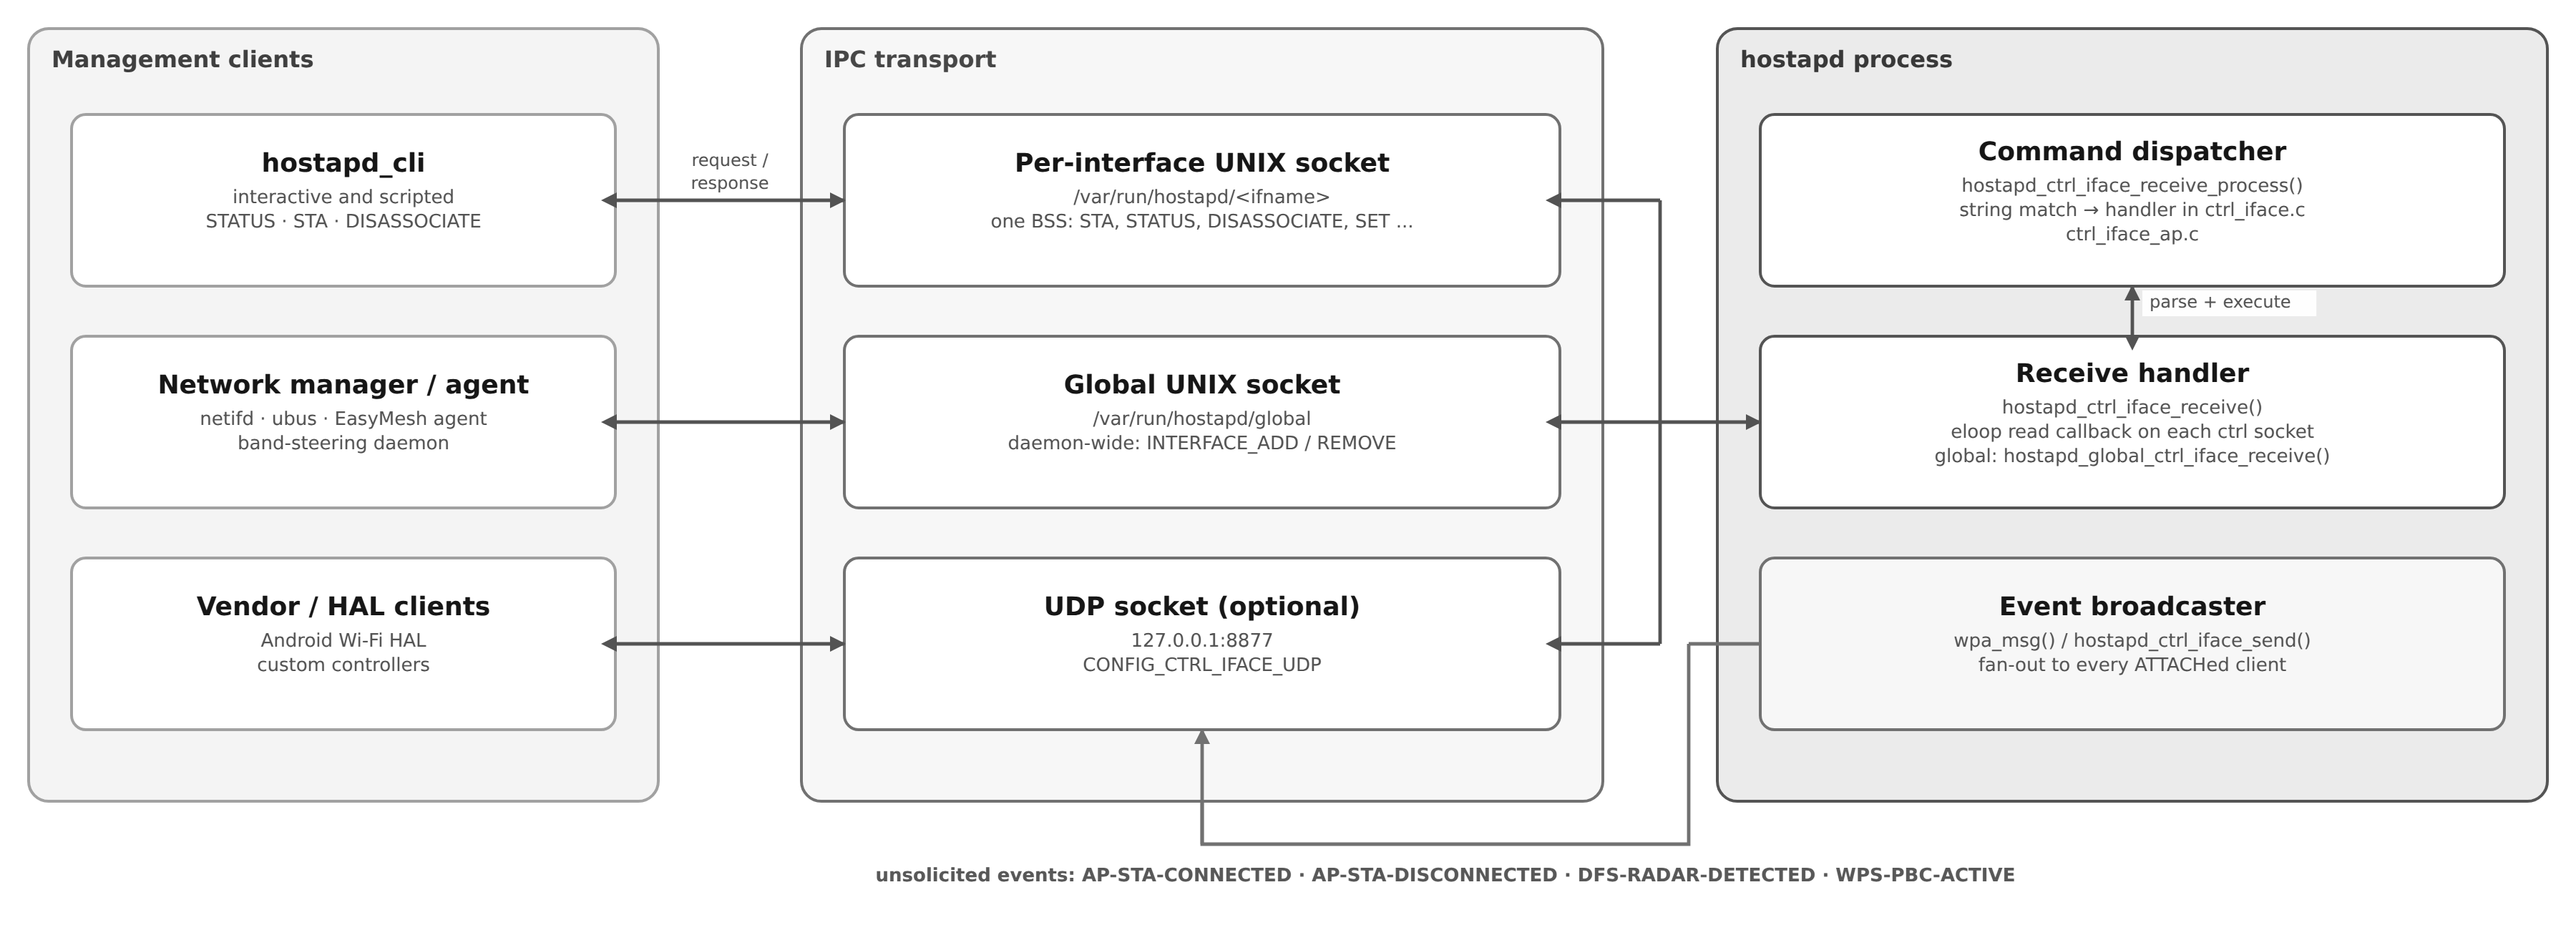 Management clients
hostapd_cli
interactive and scripted
STATUS · STA · DISASSOCIATE
Network manager / agent
netifd · ubus · EasyMesh agent
band-steering daemon
Vendor / HAL clients
Android Wi-Fi HAL
custom controllers
request /
response
IPC transport
Per-interface UNIX socket
/var/run/hostapd/<ifname>
one BSS: STA, STATUS, DISASSOCIATE, SET ...
Global UNIX socket
/var/run/hostapd/global
daemon-wide: INTERFACE_ADD / REMOVE
UDP socket (optional)
127.0.0.1:8877
CONFIG_CTRL_IFACE_UDP
hostapd process
Command dispatcher
hostapd_ctrl_iface_receive_process()
string match → handler in ctrl_iface.c
ctrl_iface_ap.c
parse + execute
Receive handler
hostapd_ctrl_iface_receive()
eloop read callback on each ctrl socket
global: hostapd_global_ctrl_iface_receive()
Event broadcaster
wpa_msg() / hostapd_ctrl_iface_send()
fan-out to every ATTACHed client
unsolicited events: AP-STA-CONNECTED · AP-STA-DISCONNECTED · DFS-RADAR-DETECTED · WPS-PBC-ACTIVE